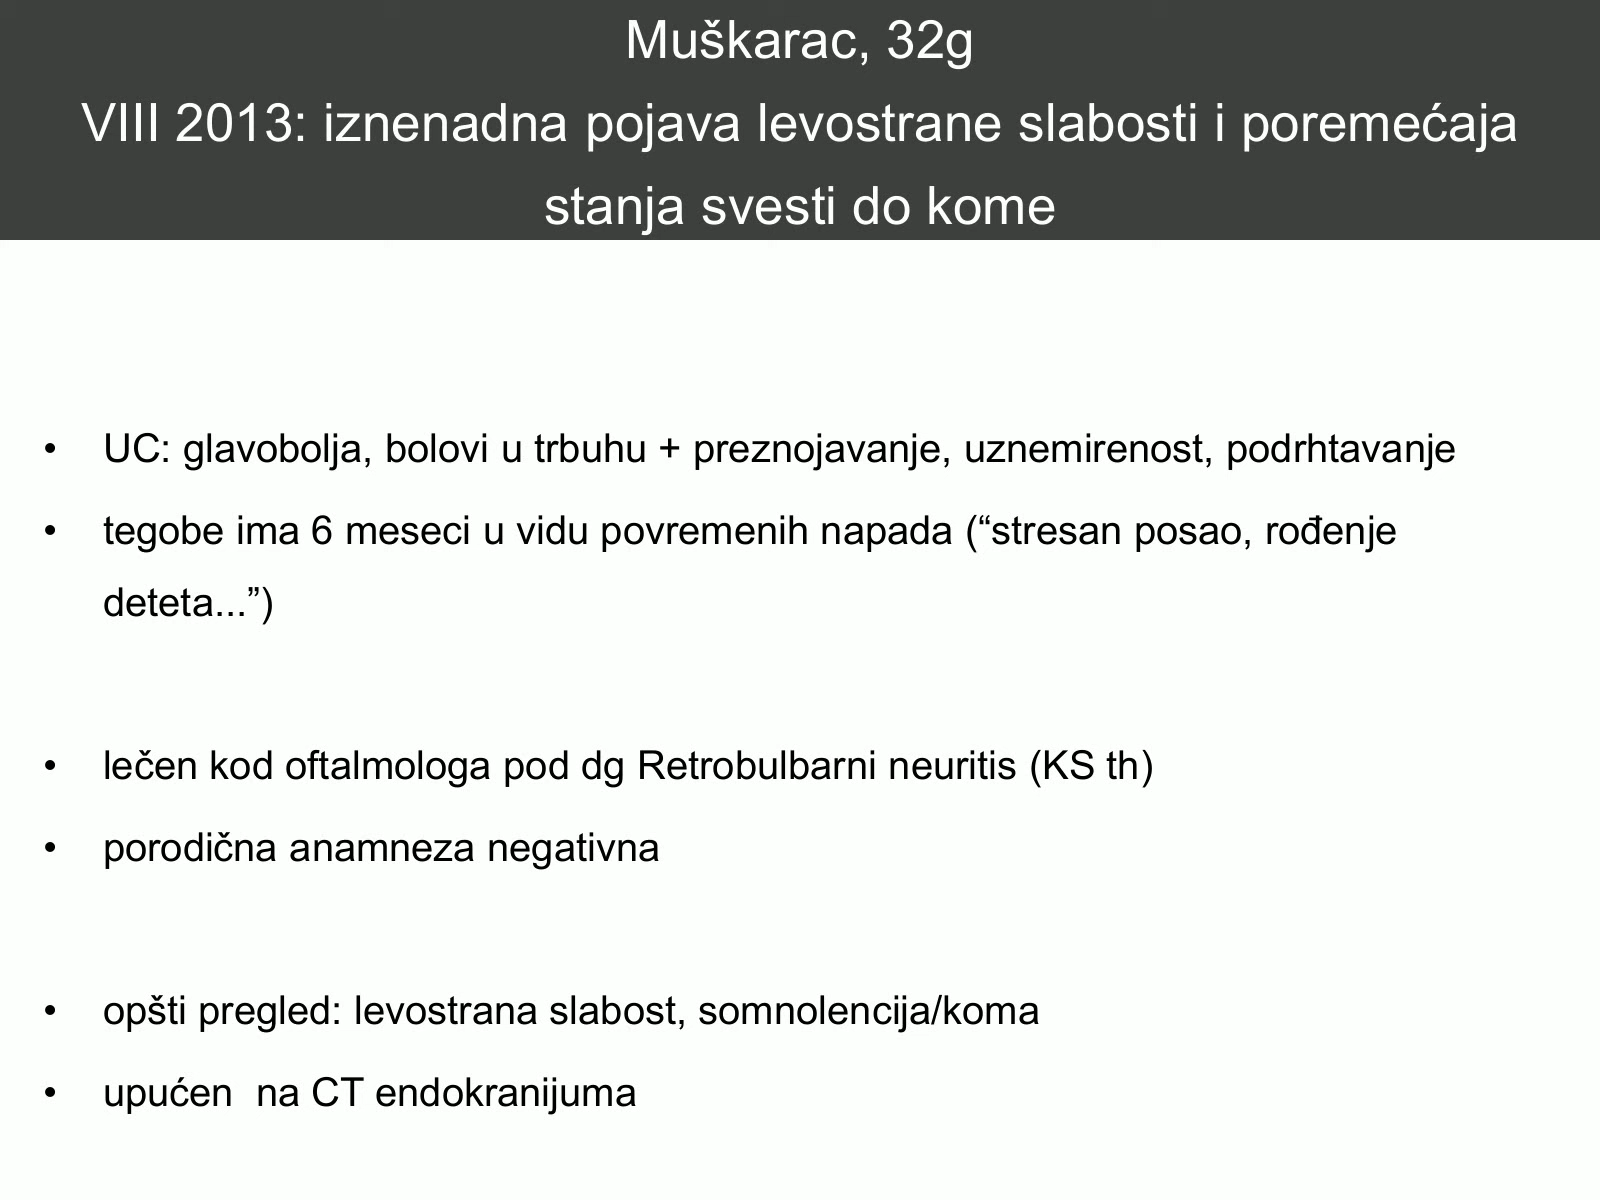 Muškarac, 32g
VIII 2013: iznenadna pojava levostrane slabosti i poremećaja
stanja svesti do kome
• UC: glavobolja, bolovi u trbuhu + preznojavanje, uznemirenost, podrhtavanje
• tegobe ima 6 meseci u vidu povremenih napada (“stresan posao, rođenje
deteta...”)
• lečen kod oftalmologa pod dg Retrobulbarni neuritis (KS th)
• porodična anamneza negativna
• opšti pregled: levostrana slabost, somnolencija/koma
• upućen  na CT endokranijuma